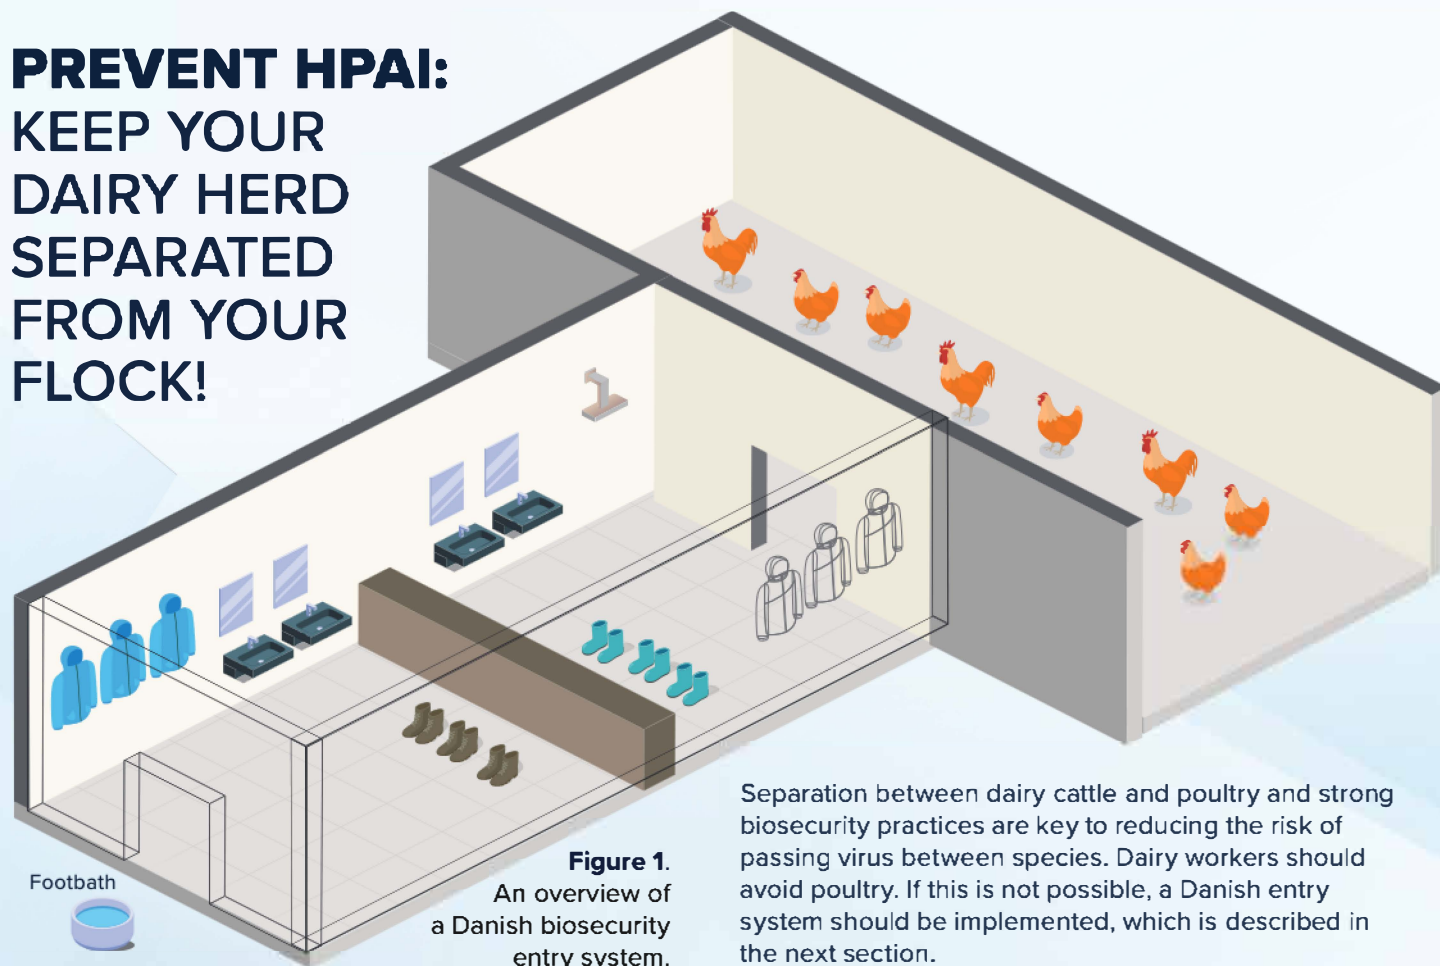 PREVENT HPAI:
KEEP YOUR
DAIRY HERD
SEPARATED
FROM YOUR
FLOCK!
Footbath
Figure 1.
An overview of
a Danish biosecurity
entry system.
Separation between dairy cattle and poultry and strong
biosecurity practices are key to reducing the risk of
passing virus between species. Dairy workers should
avoid poultry. If this is not possible, a Danish entry
system should be implemented, which is described in
the next section.